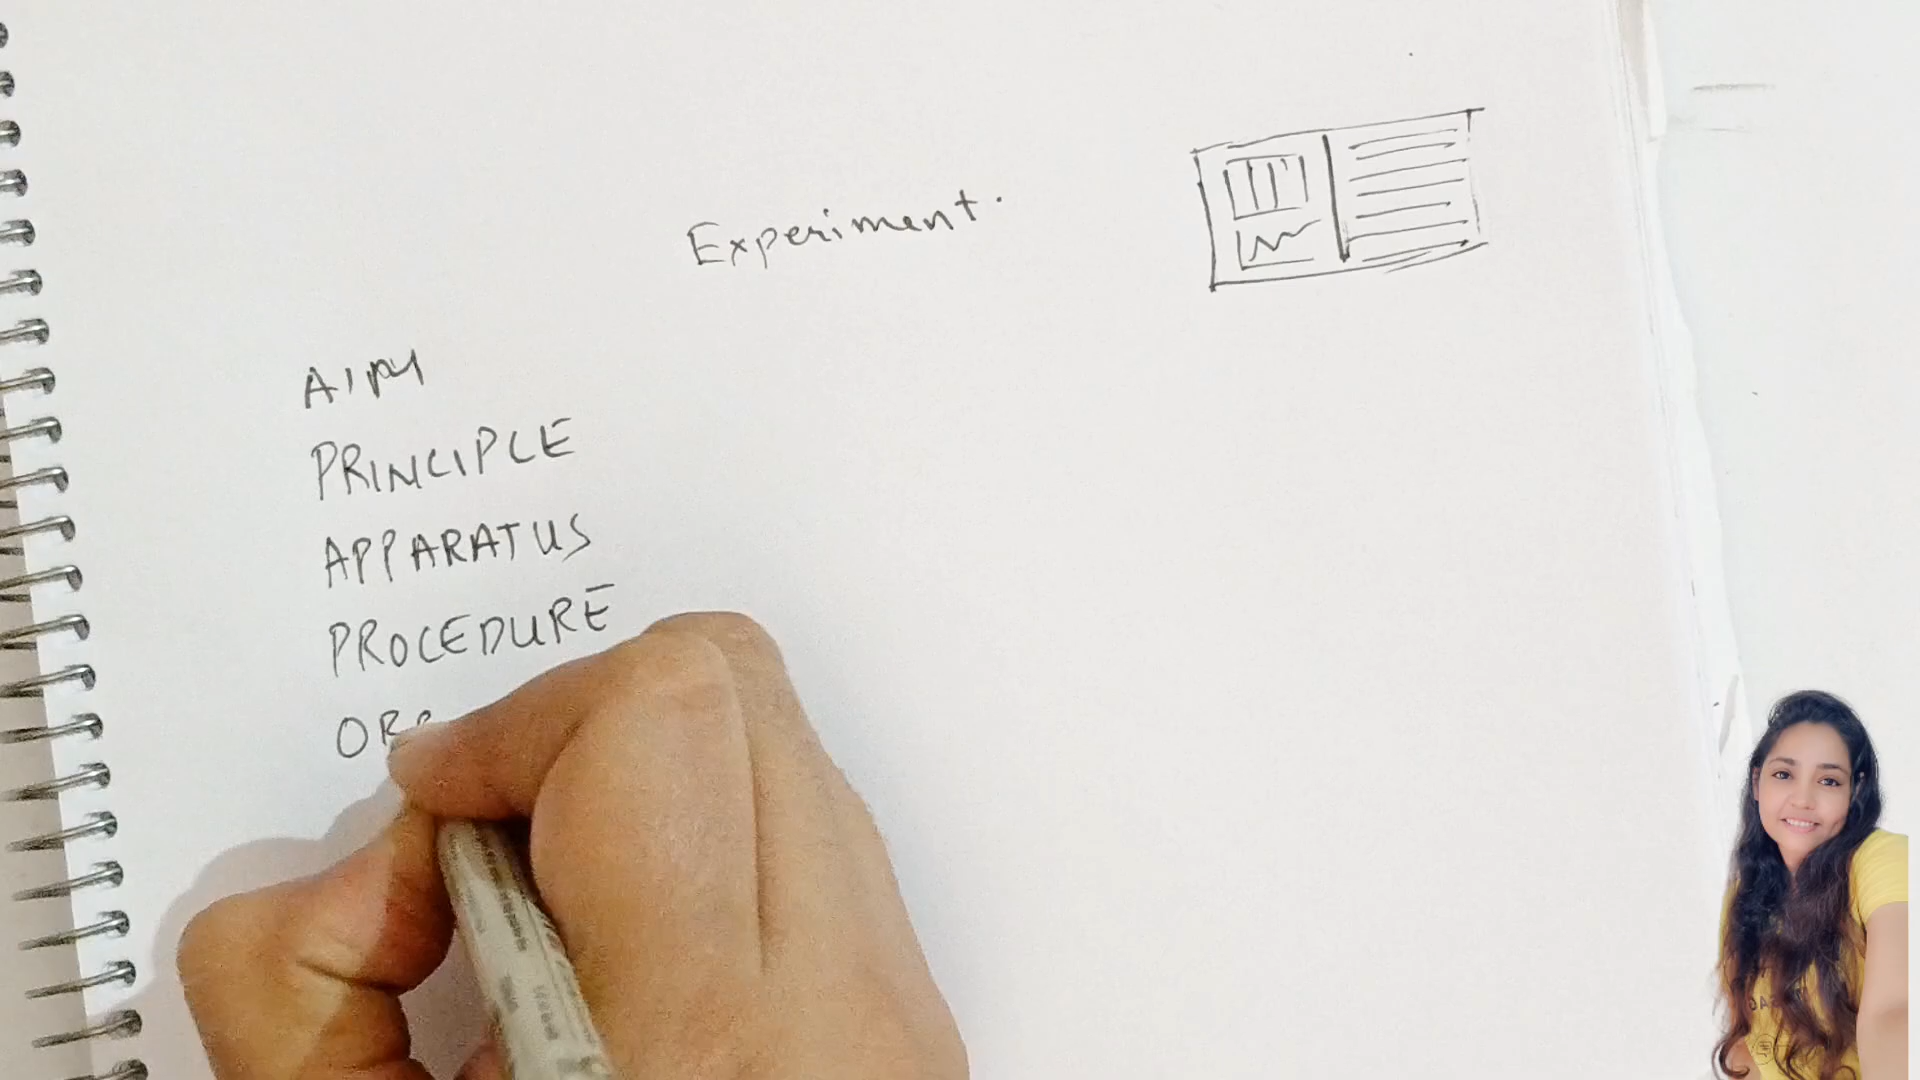 Experiment.
AIM
PRINCIPLE
APPARATUS
PROCEDURE